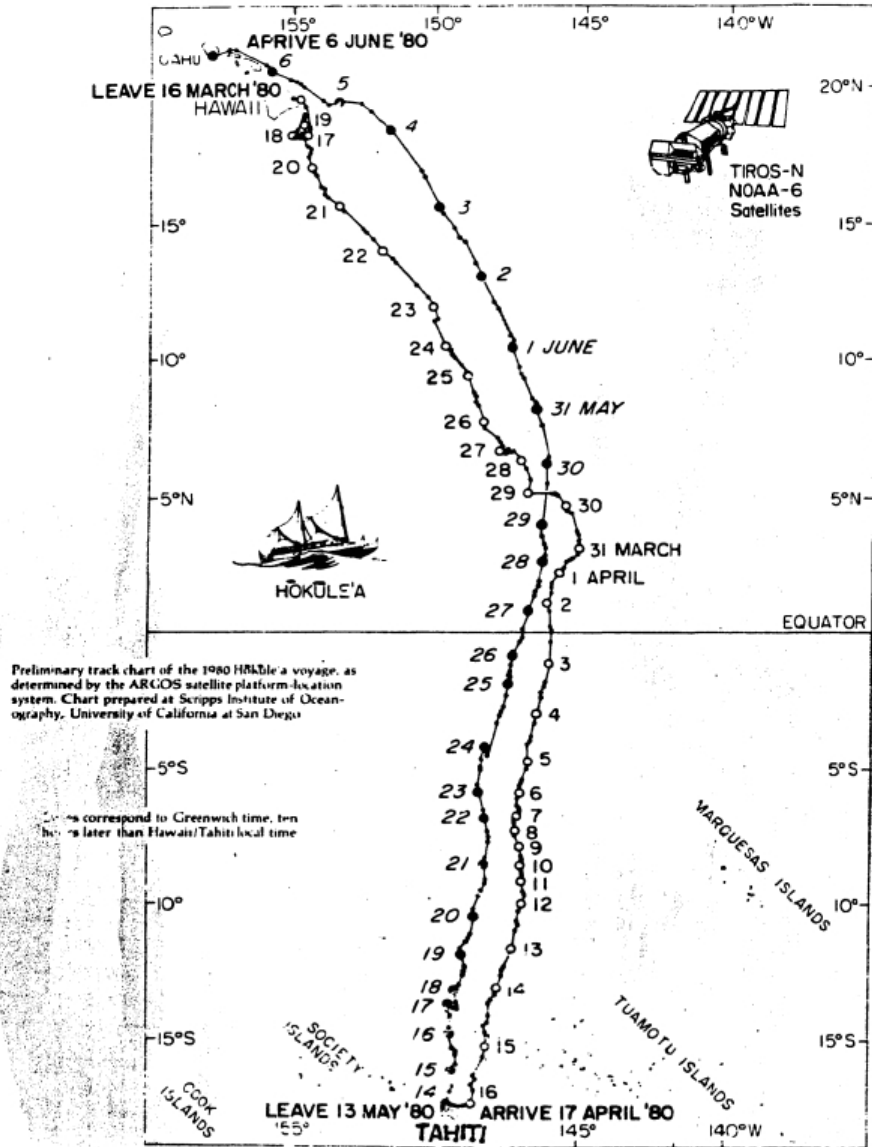 155°
150°
145°
140°W
ARRIVE 6 JUNE '80
OAHU
6
LEAVE 16 MARCH '80
HAWAII
5
20°N
4
19
18
17
TIROS-N
NOAA-6
Satellites
20
3
21
15°
15°
22
2
23
1 JUNE
24
10°
10°
25
31 MAY
26
27
28
30
5°N
29
30
5°N
29
31 MARCH
HŌKŪLE'A
28
1 APRIL
27
2
EQUATOR
Preliminary track chart of the 1980 Hōkūle'a voyage, as
determined by the ARGOS satellite platform-location
system. Chart prepared at Scripps Institute of Ocean-
ography, University of California at San Diego
26
3
25
4
24
5°S
5
5°S
23
6
correspond to Greenwich time, ten
later than Hawaii/Tahiti local time
22
7
8
MARQUESAS ISLANDS
21
9
10
11
10°
20
12
10°
19
13
18
14
17
TUAMOTU ISLANDS
15°S
16
15
15°S
SOCIETY
ISLANDS
15
COOK
ISLANDS
14
16
LEAVE 13 MAY '80
ARRIVE 17 APRIL '80
TAHITI
155°
150°
145°
140°W